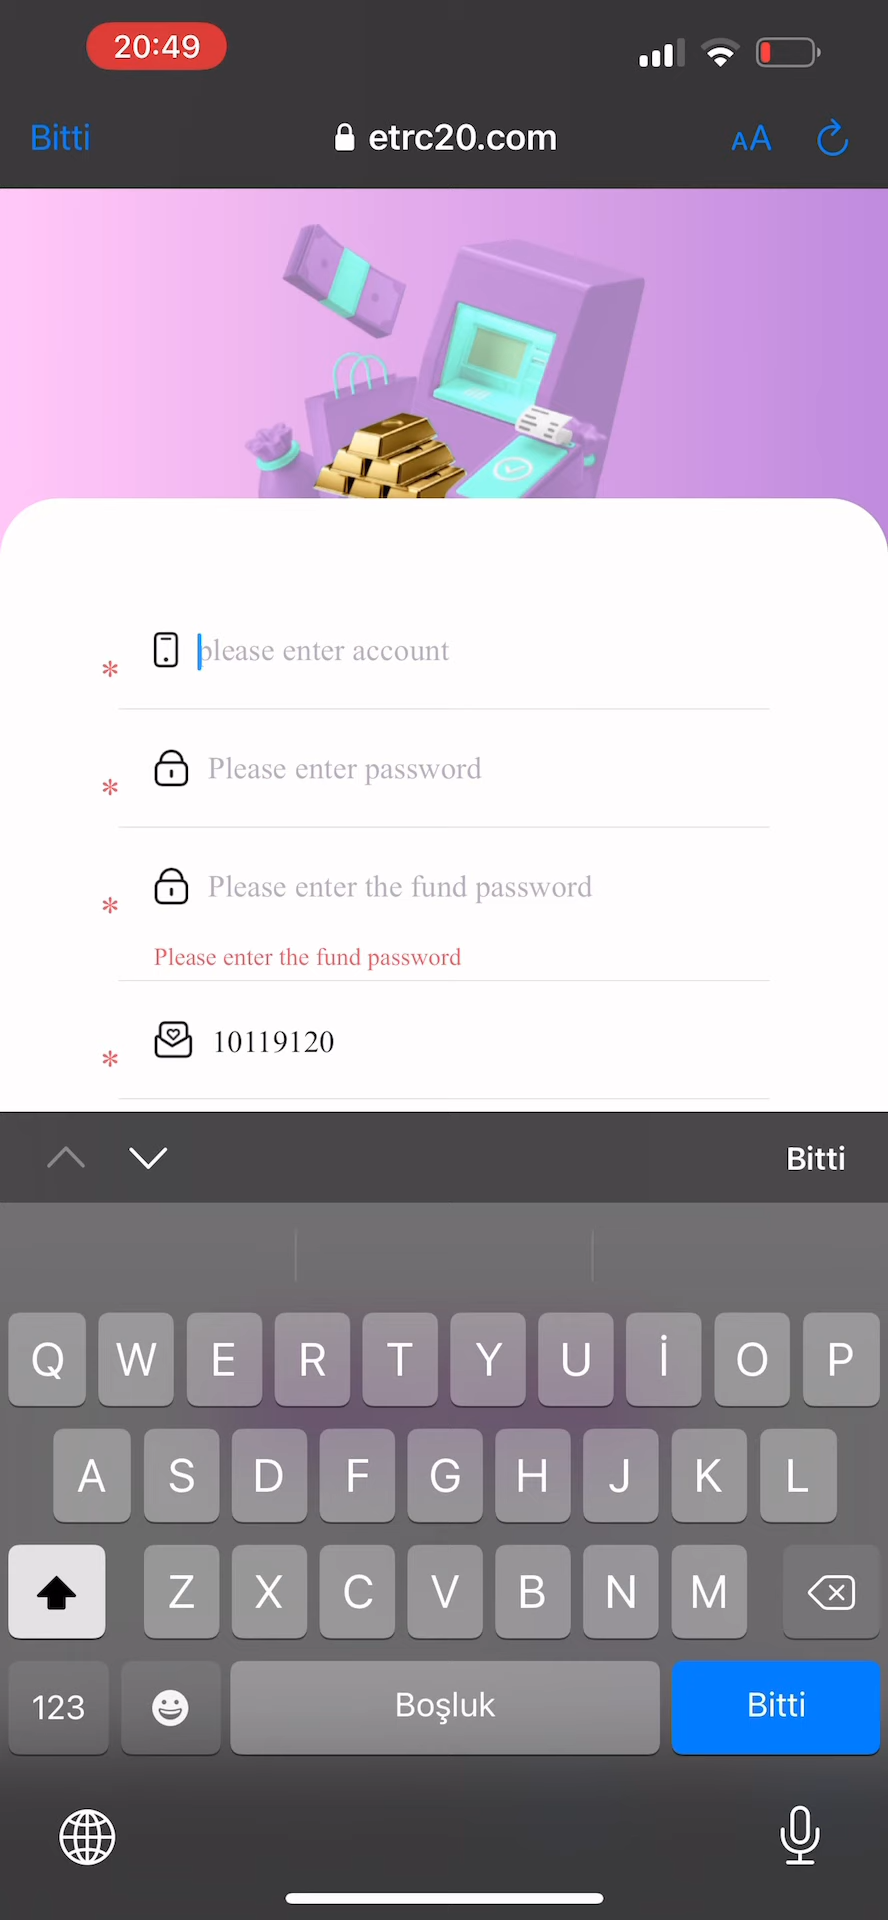 20:49
Bitti
etrc20.com
AA
* please enter account
* Please enter password
* Please enter the fund password
Please enter the fund password
* 10119120
Bitti
Q W E R T Y U İ O P
A S D F G H J K L
Z X C V B N M
123
Boşluk
Bitti